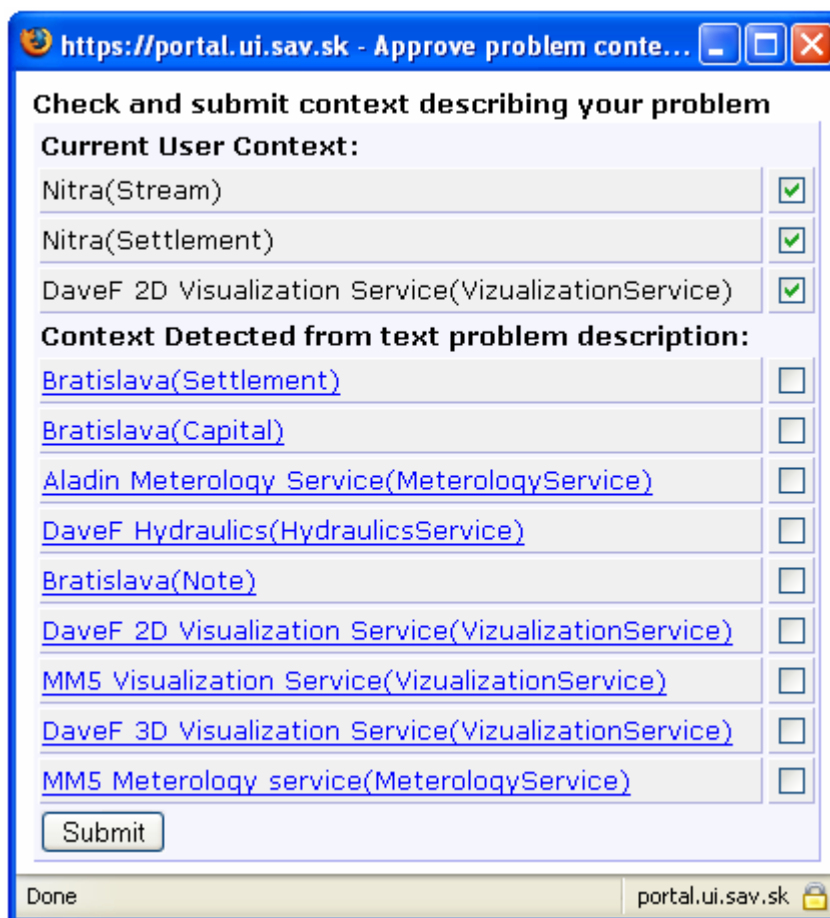 https://portal.ui.sav.sk - Approve problem conte...
Check and submit context describing your problem
Current User Context:
Nitra(Stream)
Nitra(Settlement)
DaveF 2D Visualization Service(VizualizationService)
Context Detected from text problem description:
Bratislava(Settlement)
Bratislava(Capital)
Aladin Meterology Service(MeterologyService)
DaveF Hydraulics(HydraulicsService)
Bratislava(Note)
DaveF 2D Visualization Service(VizualizationService)
MM5 Visualization Service(VizualizationService)
DaveF 3D Visualization Service(VizualizationService)
MM5 Meterology service(MeterologyService)
Submit
Done portal.ui.sav.sk